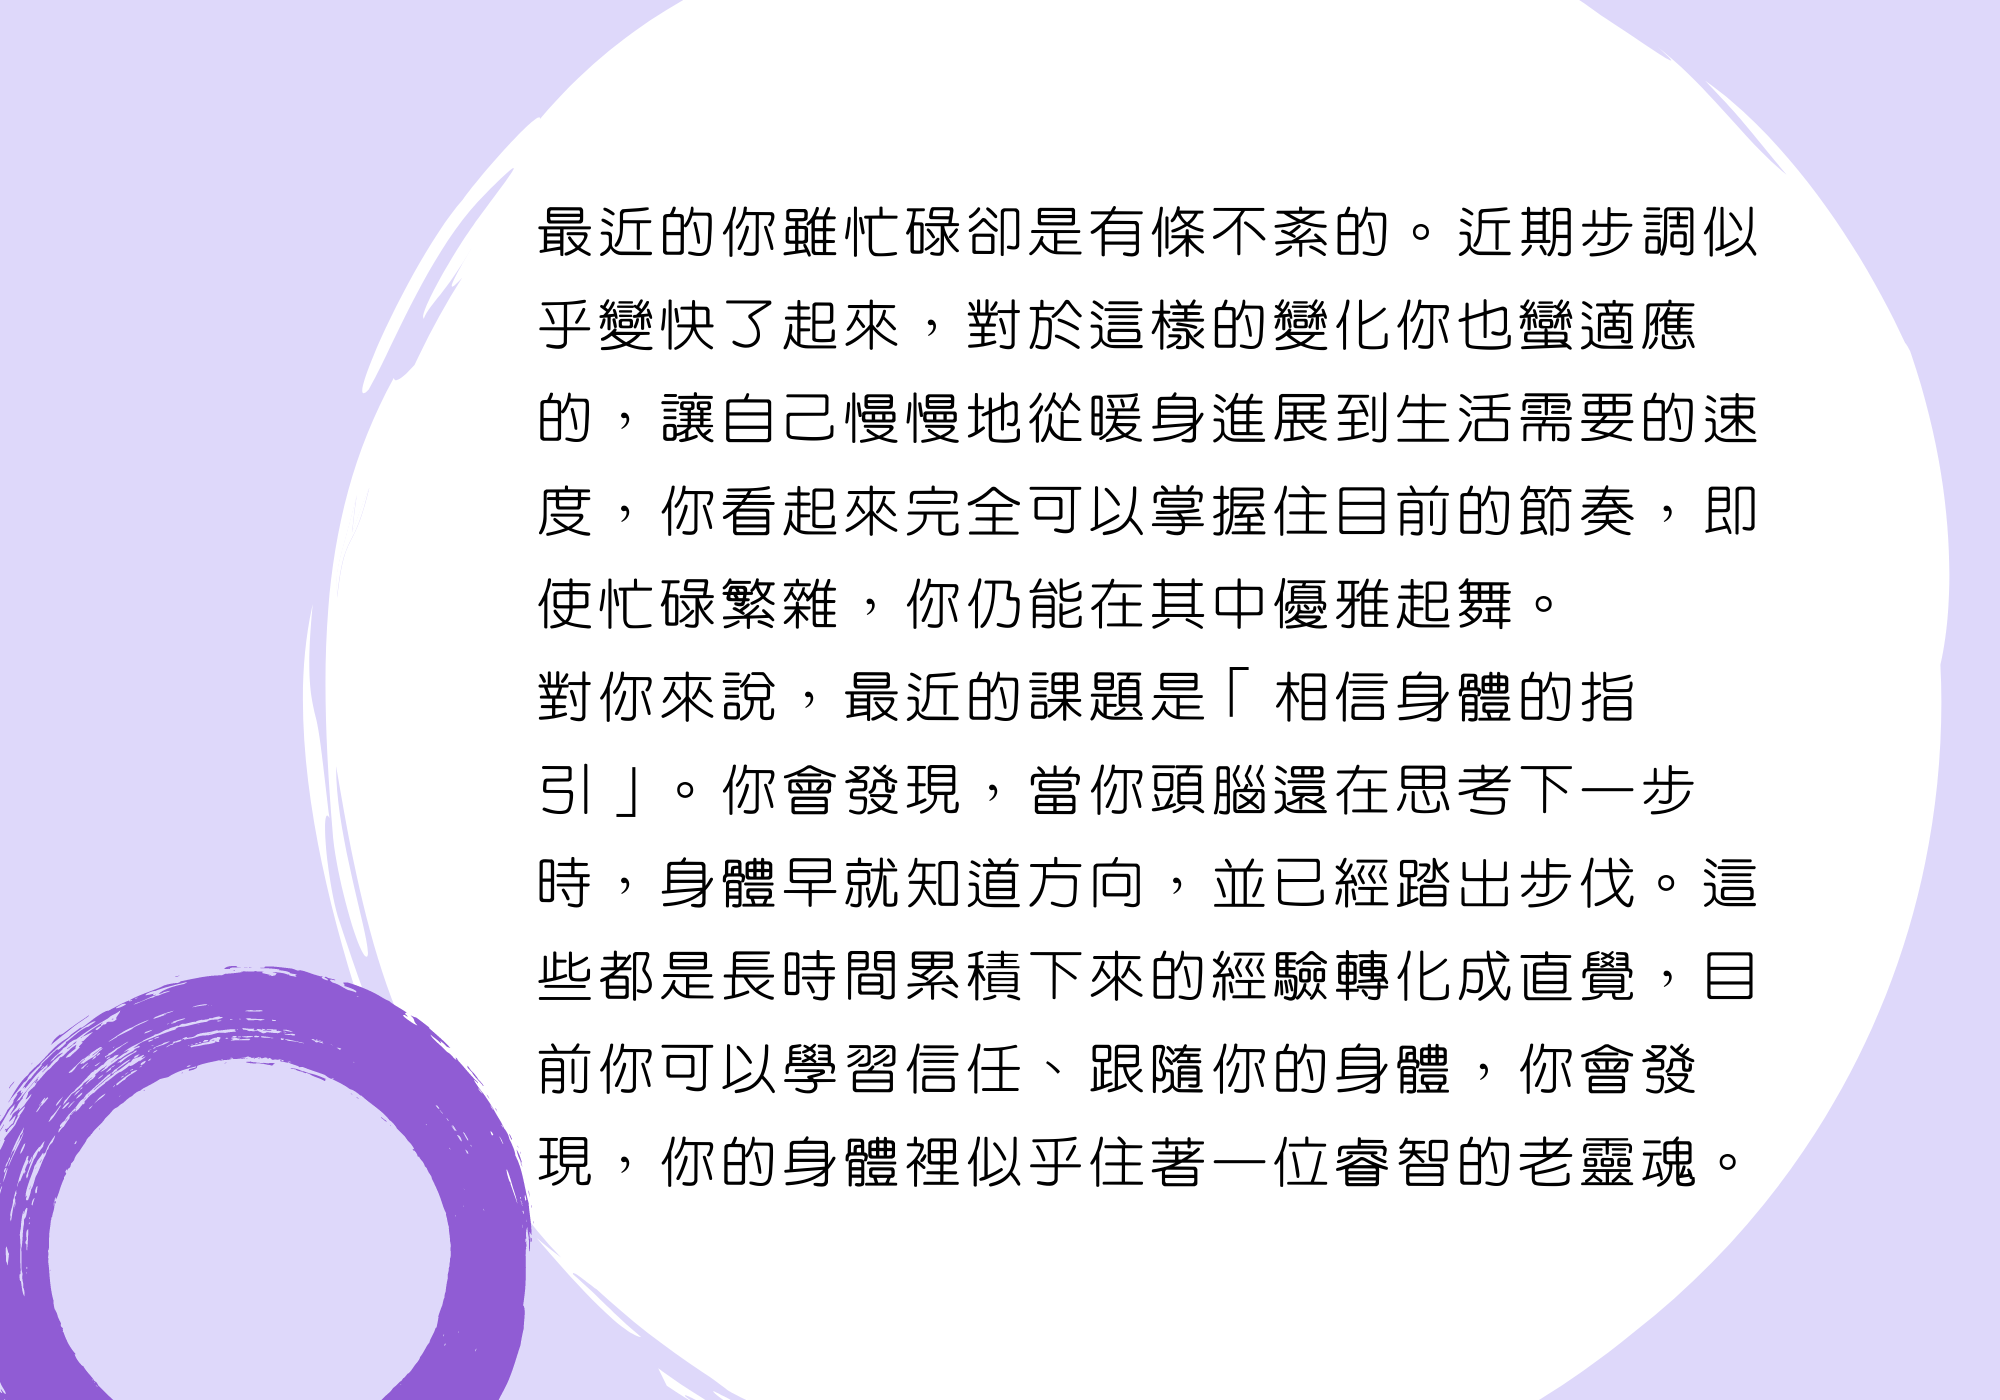 最近的你雖忙碌卻是有條不紊的。近期步調似
乎變快了起來，對於這樣的變化你也蠻適應
的，讓自己慢慢地從暖身進展到生活需要的速
度，你看起來完全可以掌握住目前的節奏，即
使忙碌繁雜，你仍能在其中優雅起舞。
對你來說，最近的課題是「相信身體的指
引」。你會發現，當你頭腦還在思考下一步
時，身體早就知道方向，並已經踏出步伐。這
些都是長時間累積下來的經驗轉化成直覺，目
前你可以學習信任、跟隨你的身體，你會發
現，你的身體裡似乎住著一位睿智的老靈魂。